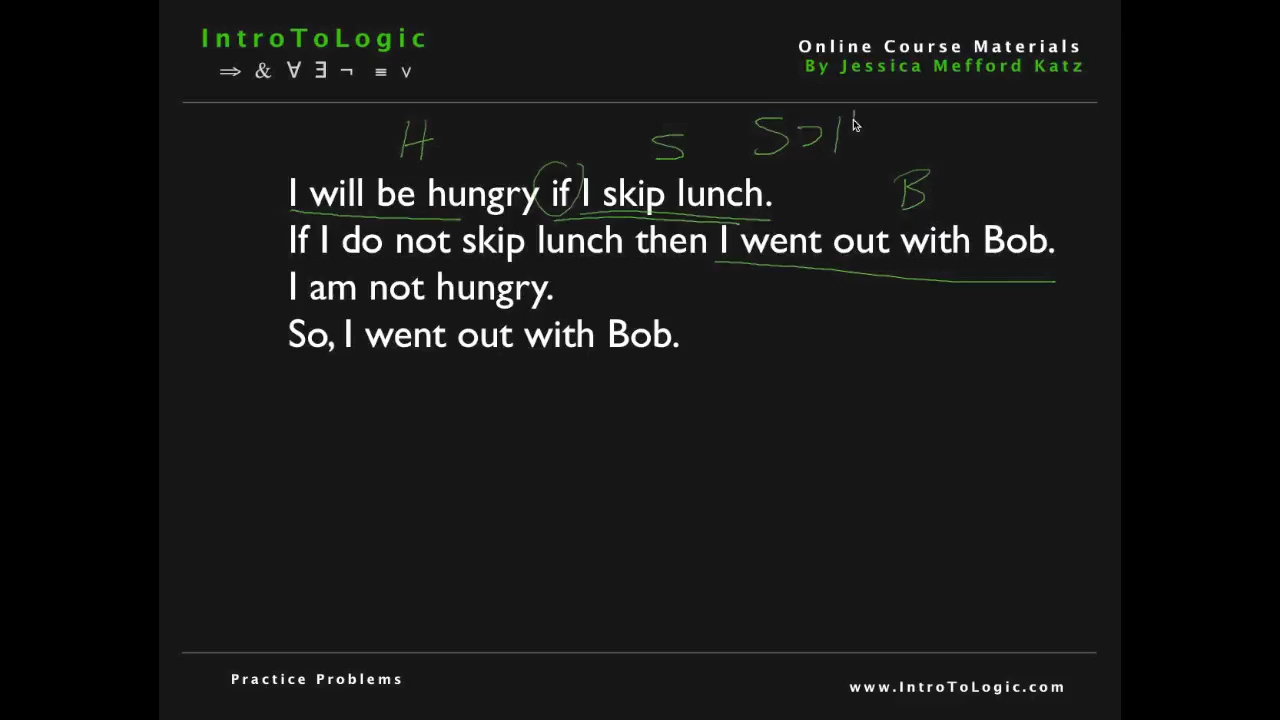 IntroToLogic
⇒ & ∀ ∃ ¬ ≡ v
Online Course Materials
By Jessica Mefford Katz
H S S ⊃
I will be hungry if I skip lunch.
B
If I do not skip lunch then I went out with Bob.
I am not hungry.
So, I went out with Bob.
Practice Problems
www.IntroToLogic.com